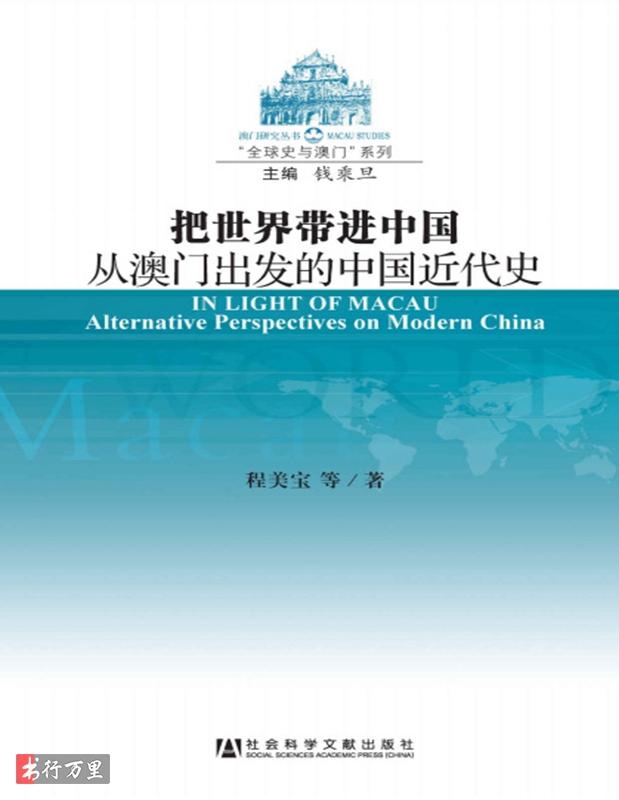 澳门研究丛书 MACAU STUDIES
“全球史与澳门”系列
主编 钱乘旦
把世界带进中国
从澳门出发的中国近代史
IN LIGHT OF MACAU
Alternative Perspectives on Modern China
WORLD
Macau
程美宝 等/著
社会科学文献出版社
SOCIAL SCIENCES ACADEMIC PRESS (CHINA)
书行万里